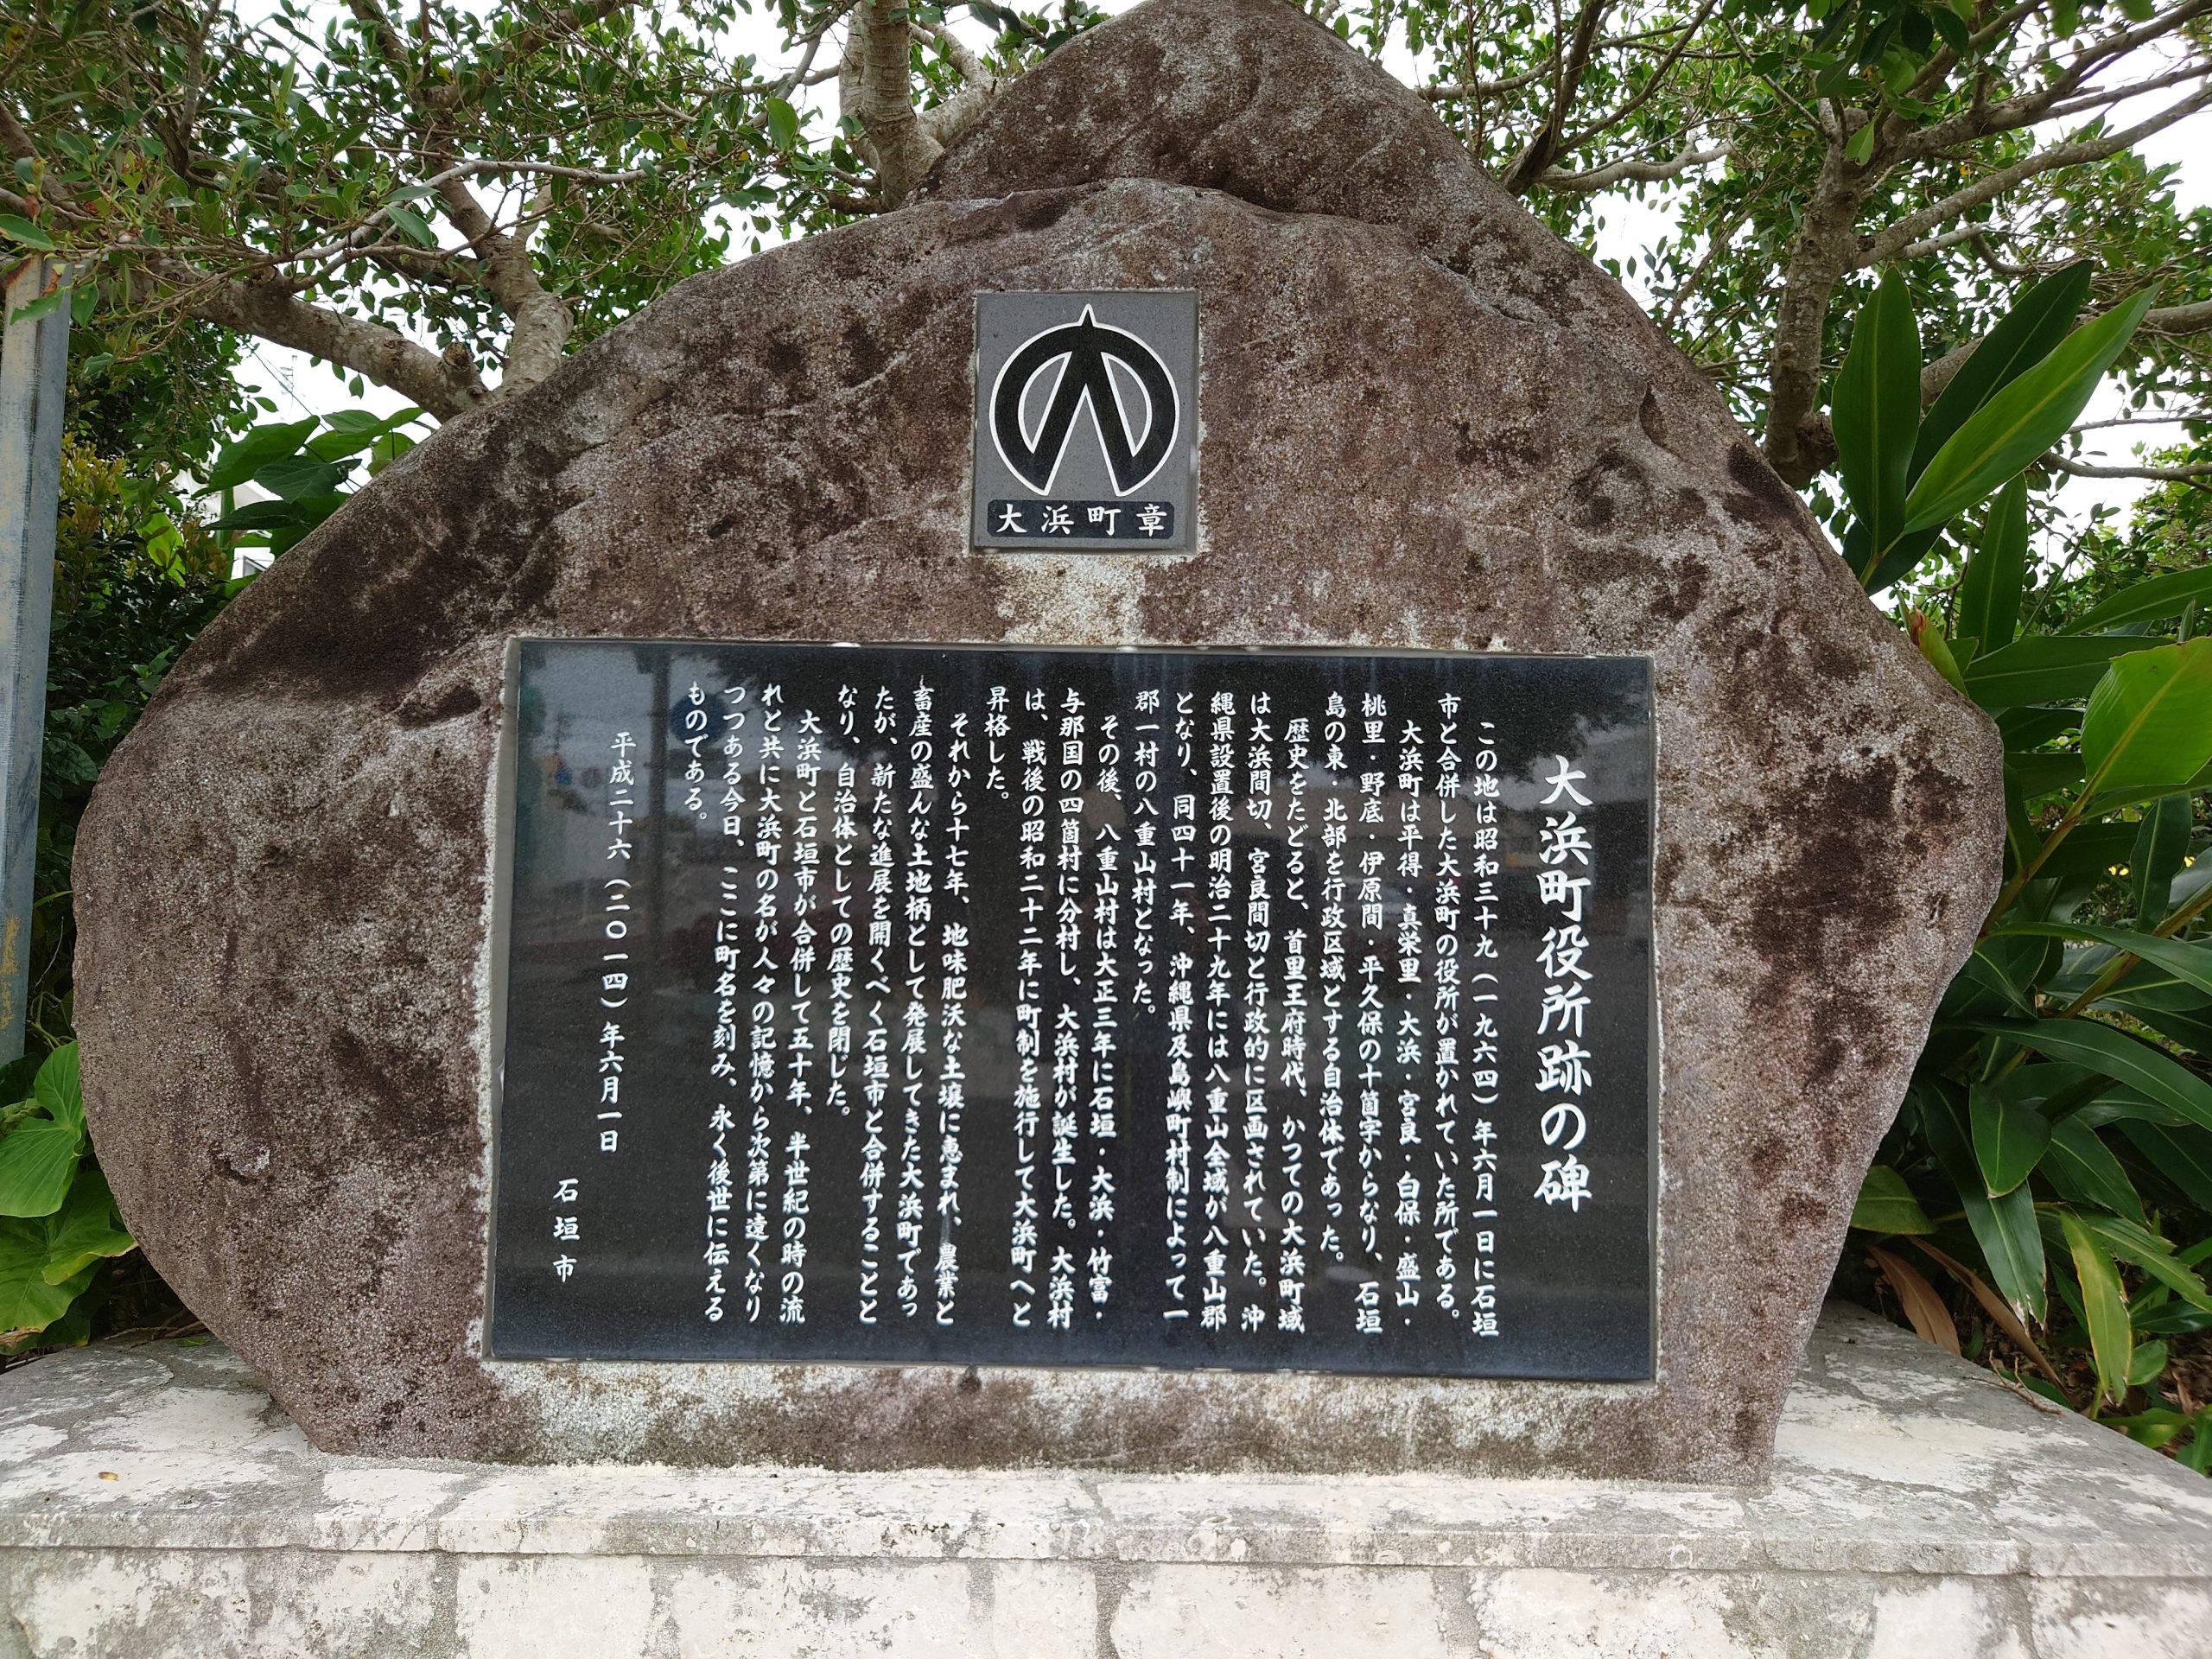 大浜町章
大浜町役所跡の碑
この地は昭和三十九(一九六四)年六月一日に石垣
市と合併した大浜町の役所が置かれていた所である。
大浜町は平得・真栄里・大浜・宮良・白保・盛山・
桃里・野底・伊原間・平久保の十箇字からなり、石垣
島の東・北部を行政区域とする自治体であった。
歴史をたどると、首里王府時代、かつての大浜町域
は大浜間切、宮良間切と行政的に区画されていた。沖
縄県設置後の明治二十九年には八重山全域が八重山郡
となり、同四十一年、沖縄県及島嶼町村制によって一
郡一村の八重山村となった。
その後、八重山村は大正三年に石垣・大浜・竹富・
与那国の四箇村に分村し、大浜村が誕生した。大浜村
は、戦後の昭和二十二年に町制を施行して大浜町へと
昇格した。
それから十七年、地味肥沃な土壌に恵まれ、農業と
畜産の盛んな土地柄として発展してきた大浜町であっ
たが、新たな進展を開くべく石垣市と合併することと
なり、自治体としての歴史を閉じた。
大浜町と石垣市が合併して五十年、半世紀の時の流
れと共に大浜町の名が人々の記憶から次第に遠くなり
つつある今日、ここに町名を刻み、永く後世に伝える
ものである。
平成二十六(二〇一四)年六月一日
石垣市